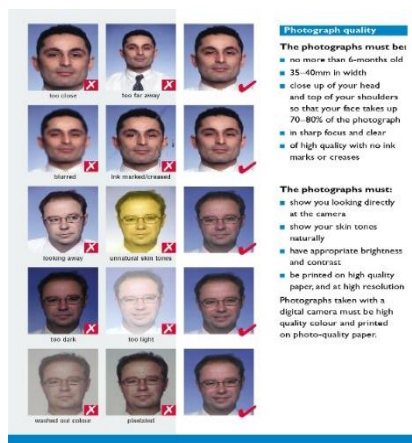 too close
too far away
blurred
ink marked/creased
looking away
unnatural skin tones
too dark
too light
washed out colour
pixelated
Photograph quality
The photographs must be:
no more than 6-months old
35–40mm in width
close up of your head
and top of your shoulders
so that your face takes up
70–80% of the photograph
in sharp focus and clear
of high quality with no ink
marks or creases
The photographs must:
show you looking directly
at the camera
show your skin tones
naturally
have appropriate brightness
and contrast
be printed on high quality
paper, and at high resolution
Photographs taken with a
digital camera must be high
quality colour and printed
on photo-quality paper.